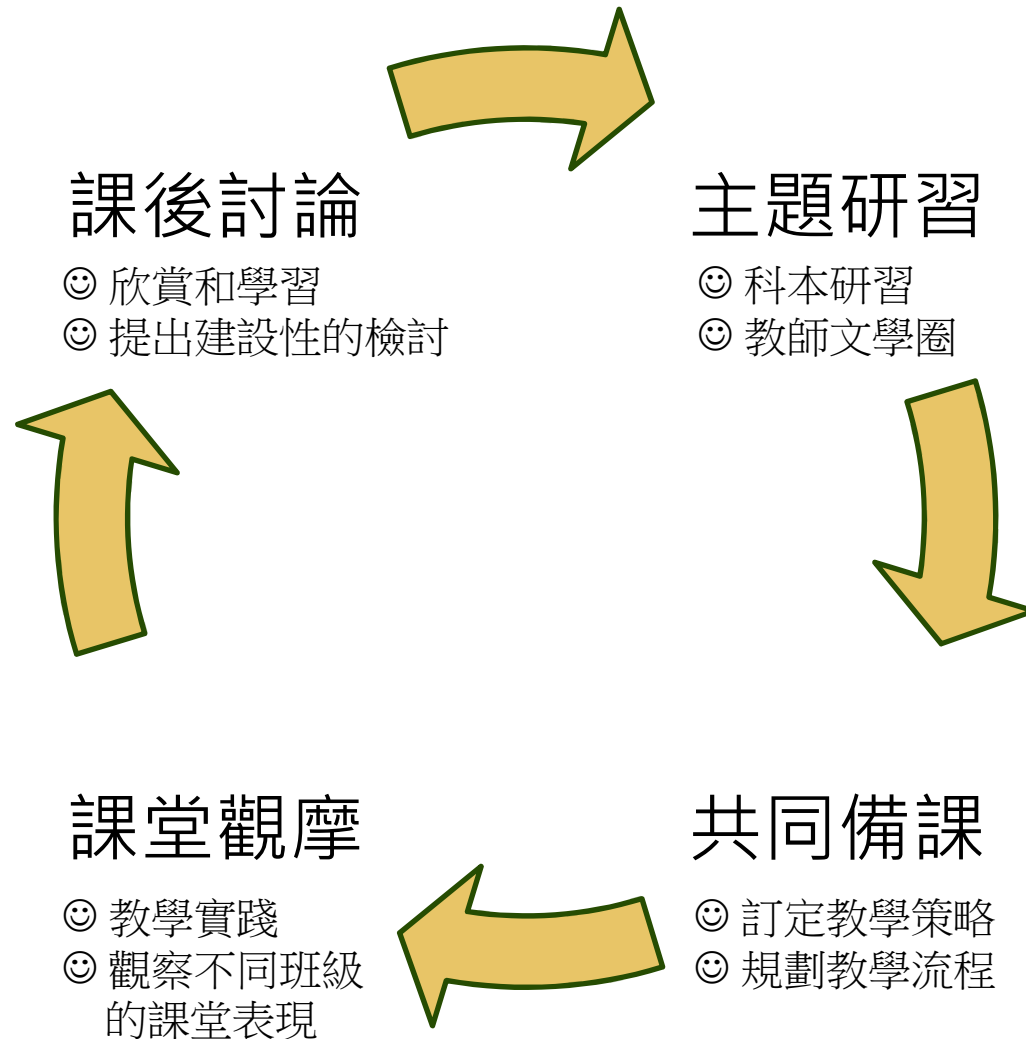 課後討論
☺ 欣賞和學習
☺ 提出建設性的檢討
主題研習
☺ 科本研習
☺ 教師文學圈
課堂觀摩
☺ 教學實踐
☺ 觀察不同班級
的課堂表現
共同備課
☺ 訂定教學策略
☺ 規劃教學流程